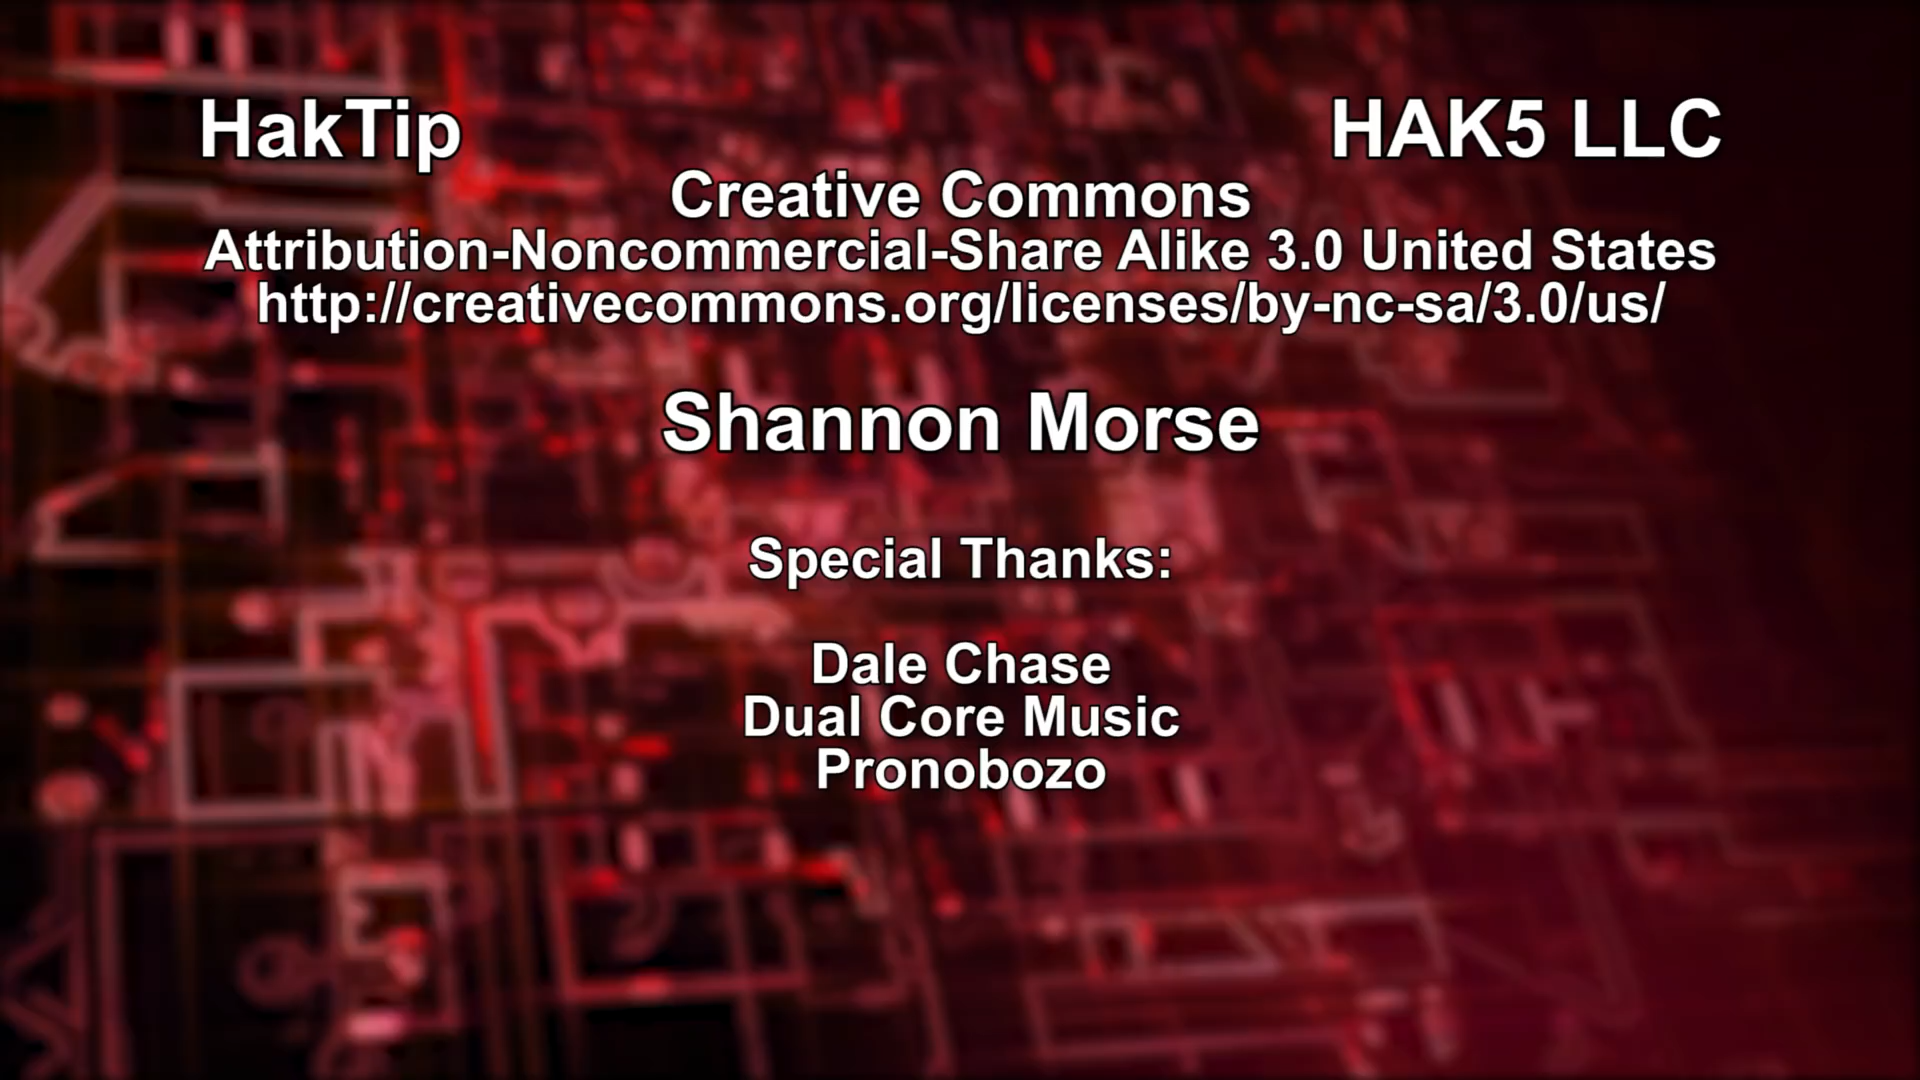 HakTip HAK5 LLC
Creative Commons
Attribution-Noncommercial-Share Alike 3.0 United States
http://creativecommons.org/licenses/by-nc-sa/3.0/us/
Shannon Morse
Special Thanks:
Dale Chase
Dual Core Music
Pronobozo